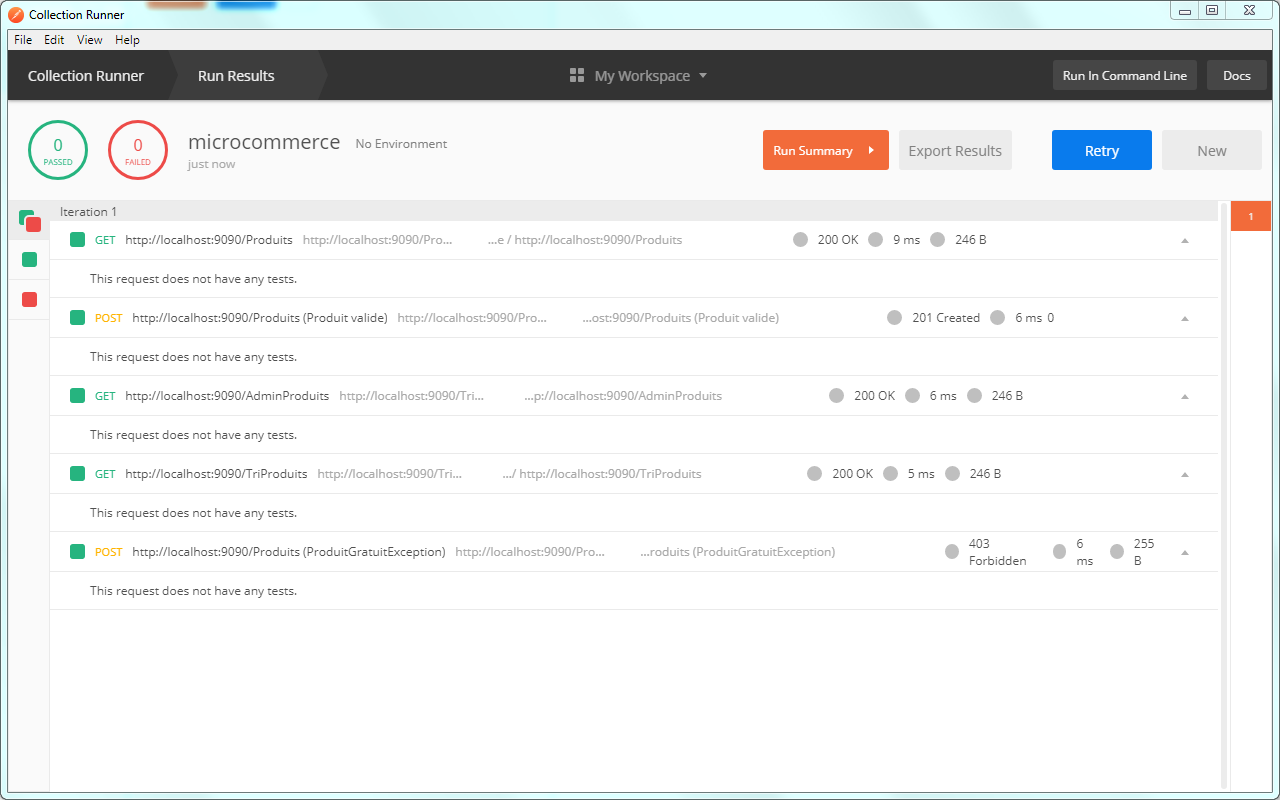 Collection Runner
File Edit View Help
Collection Runner Run Results My Workspace Run In Command Line Docs
0 PASSED
0 FAILED
microcommerce No Environment
just now
Run Summary Export Results Retry New
Iteration 1
1
GET http://localhost:9090/Produits http://localhost:9090/Pro... ...e / http://localhost:9090/Produits 200 OK 9 ms 246 B
This request does not have any tests.
POST http://localhost:9090/Produits (Produit valide) http://localhost:9090/Pro... ...ost:9090/Produits (Produit valide) 201 Created 6 ms 0
This request does not have any tests.
GET http://localhost:9090/AdminProduits http://localhost:9090/Tri... ...p://localhost:9090/AdminProduits 200 OK 6 ms 246 B
This request does not have any tests.
GET http://localhost:9090/TriProduits http://localhost:9090/Tri... .../ http://localhost:9090/TriProduits 200 OK 5 ms 246 B
This request does not have any tests.
POST http://localhost:9090/Produits (ProduitGratuitException) http://localhost:9090/Pro... ...roduits (ProduitGratuitException) 403 Forbidden 6 ms 255 B
This request does not have any tests.